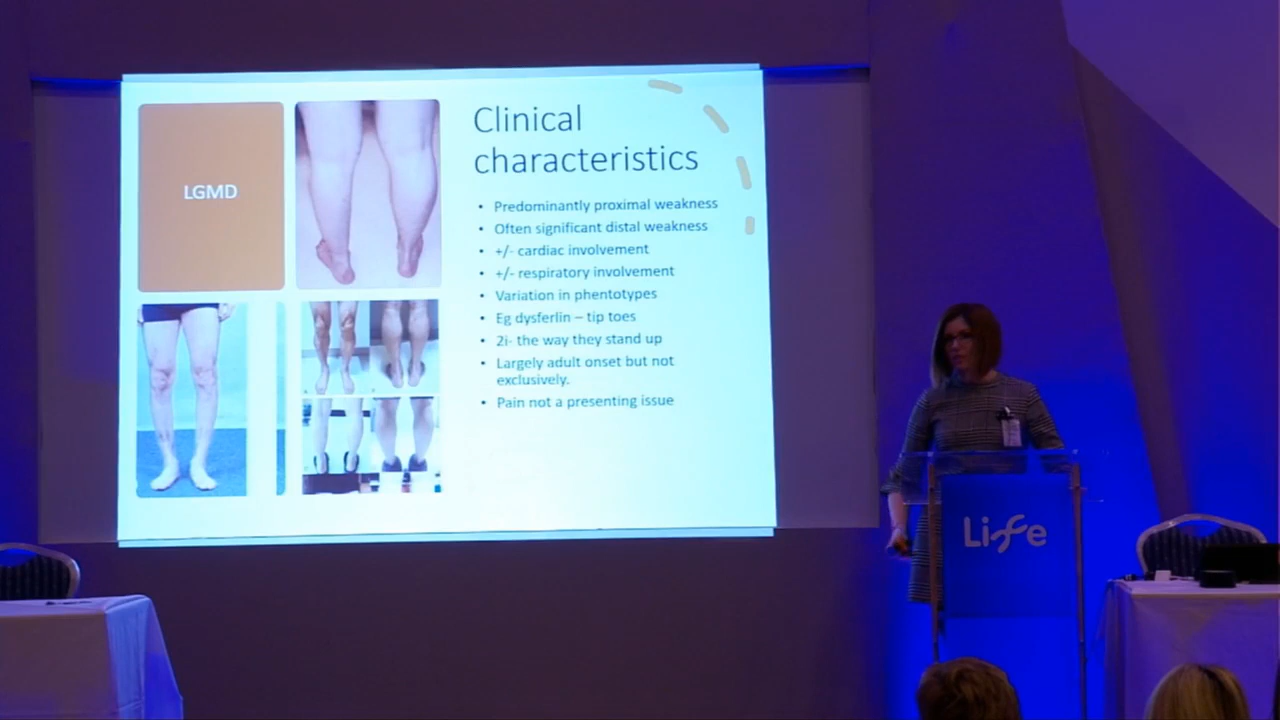 LGMD
Clinical
characteristics
• Predominantly proximal weakness
• Often significant distal weakness
• +/- cardiac involvement
• +/- respiratory involvement
• Variation in phenotypes
• Eg dysferlin – tip toes
• 2i- the way they stand up
• Largely adult onset but not
exclusively.
• Pain not a presenting issue
Life